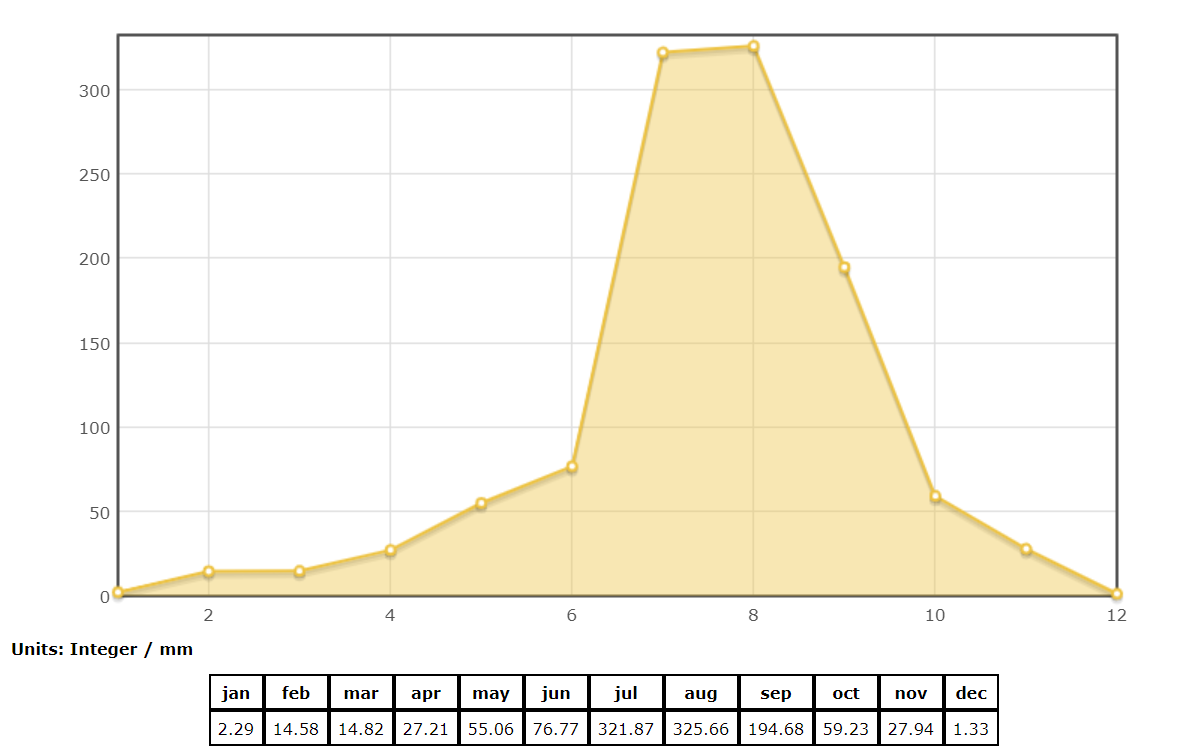 300
250
200
150
100
50
0
2 4 6 8 10 12
Units: Integer / mm
jan feb mar apr may jun jul aug sep oct nov dec
2.29 14.58 14.82 27.21 55.06 76.77 321.87 325.66 194.68 59.23 27.94 1.33